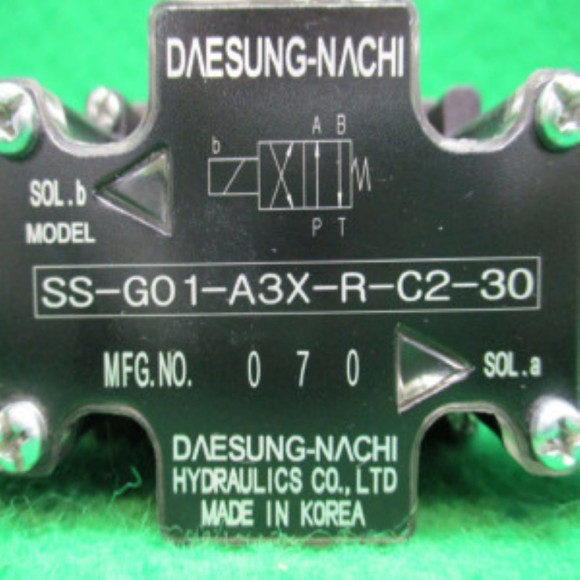 DAESUNG-NACHI
A B
b
SOL.b
P T
MODEL
SS-G01-A3X-R-C2-30
MFG.NO. 0 7 0
SOL.a
DAESUNG-NACHI
HYDRAULICS CO., LTD
MADE IN KOREA